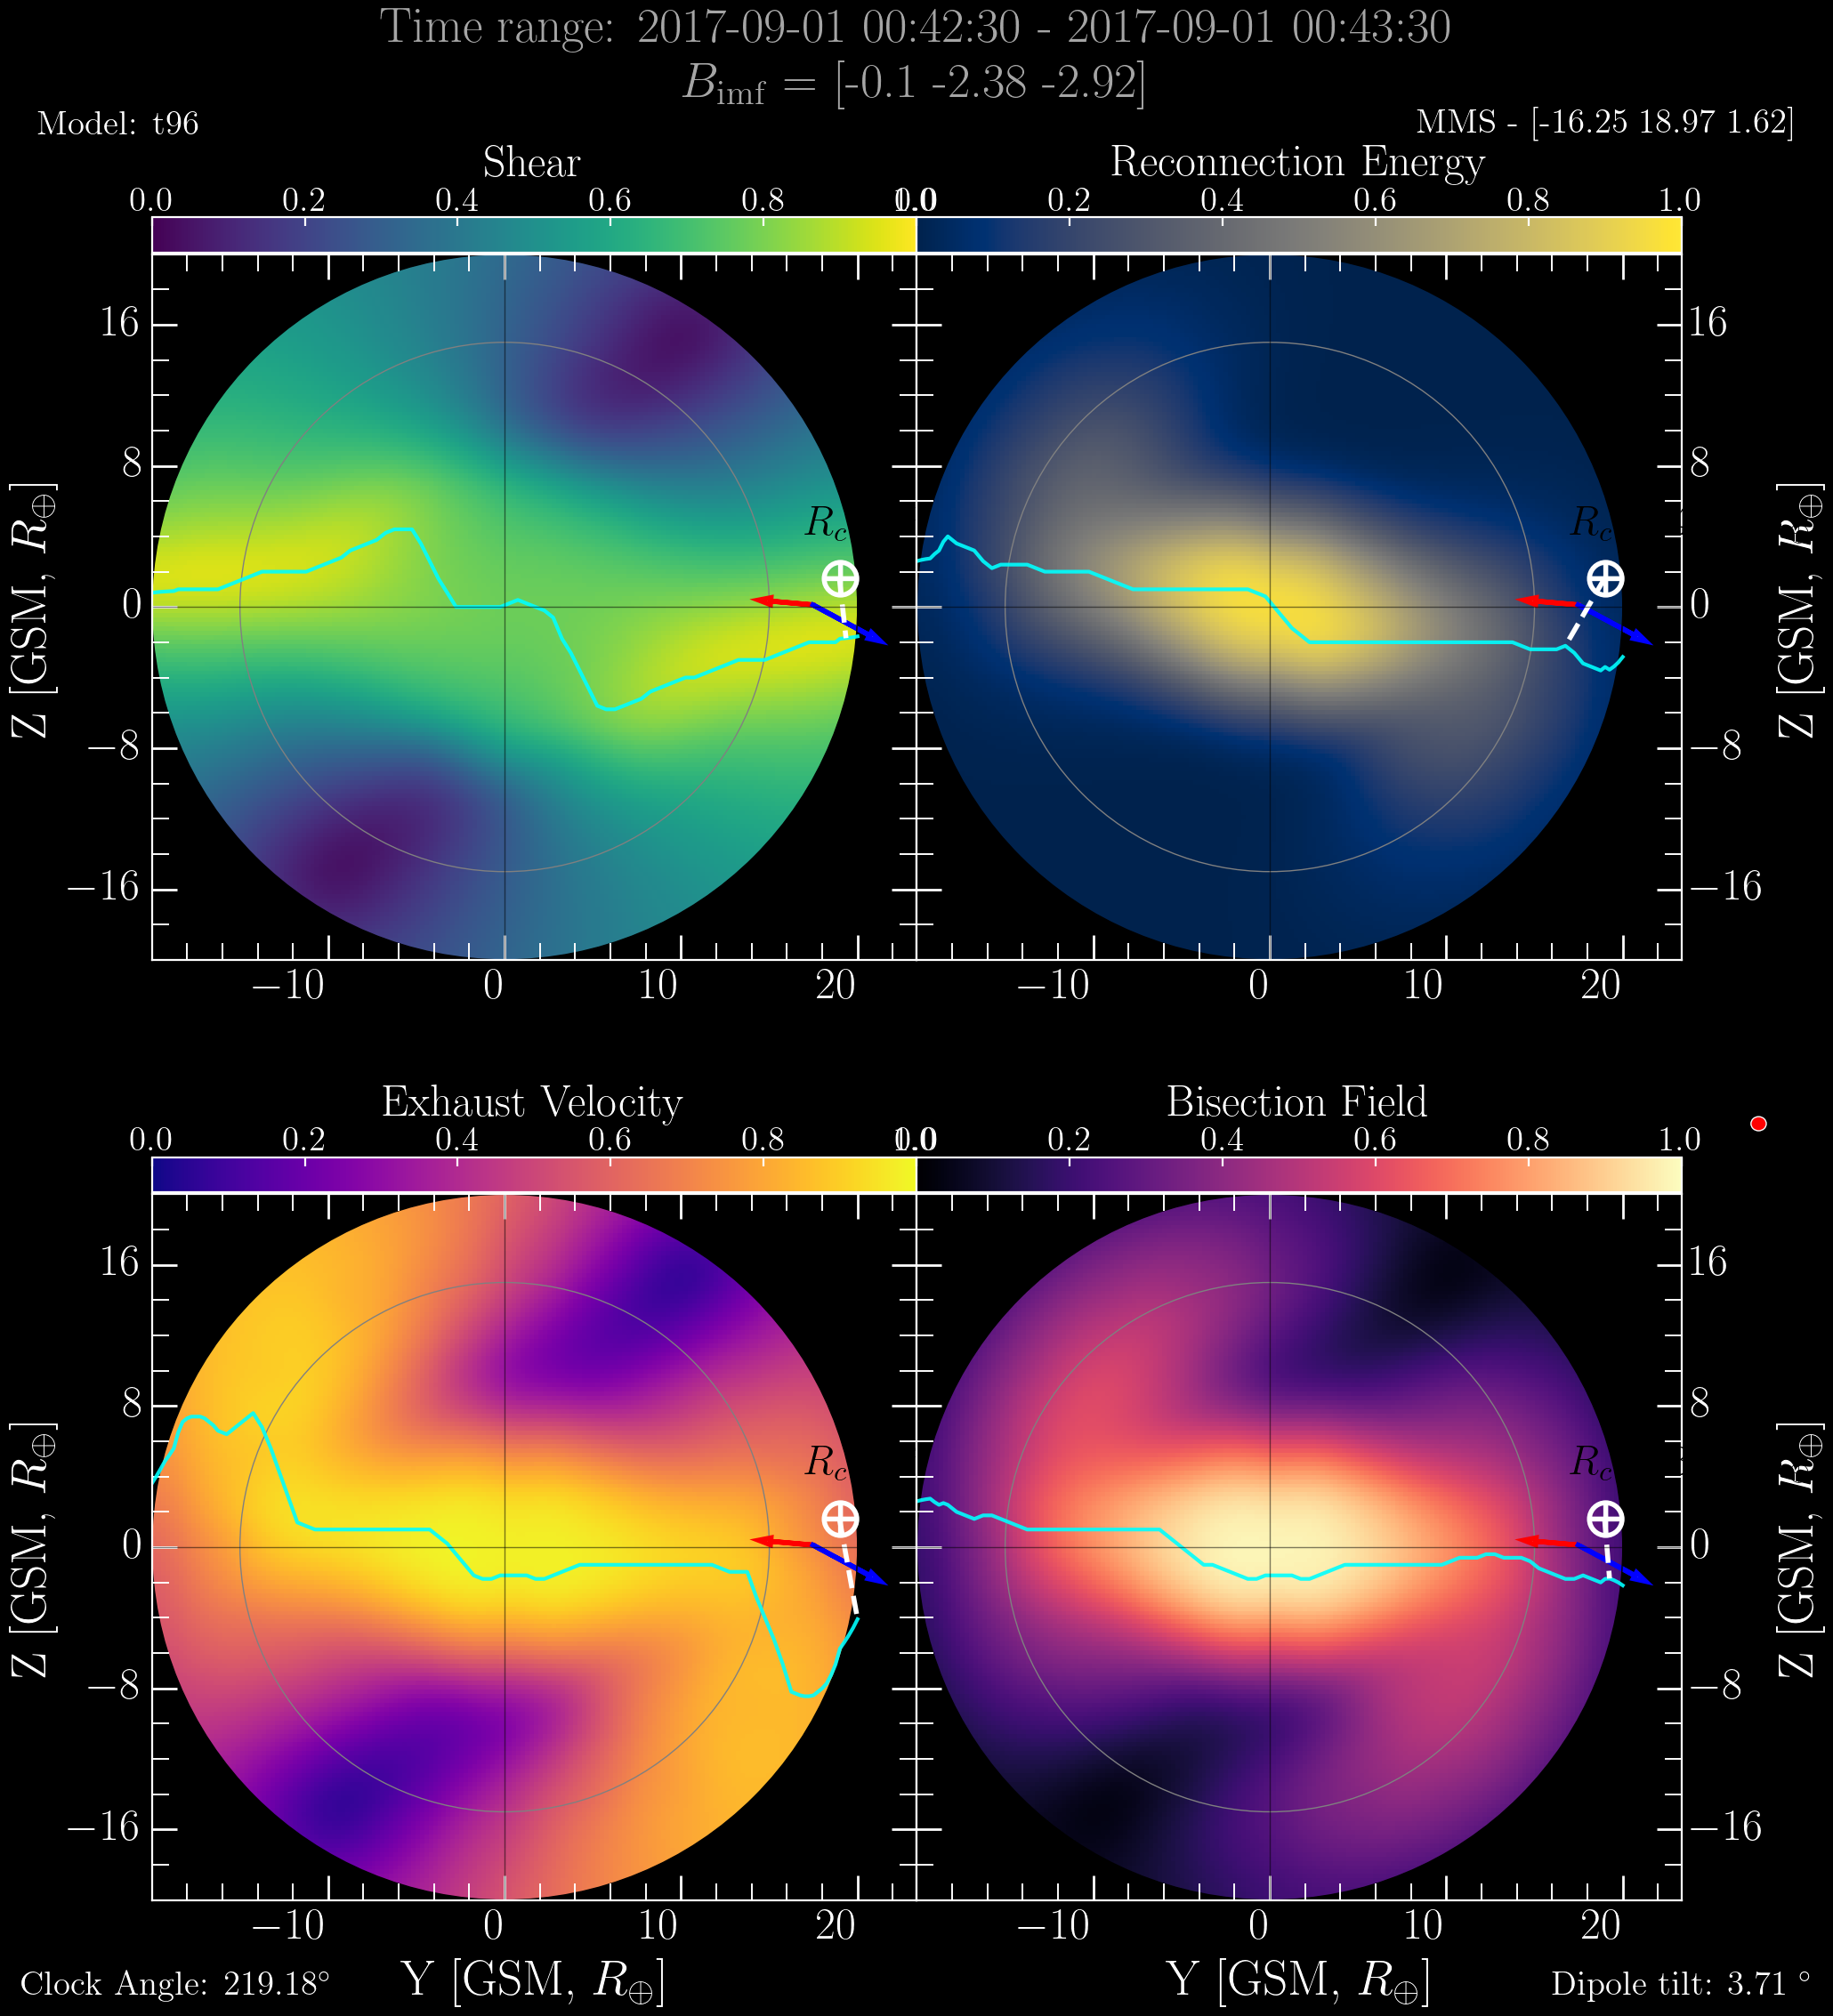 Time range: 2017-09-01 00:42:30 - 2017-09-01 00:43:30
B_imf = [-0.1 -2.38 -2.92]
Model: t96
MMS - [-16.25 18.97 1.62]
Shear
Reconnection Energy
0.0 0.2 0.4 0.6 0.8 1.0
0.0 0.2 0.4 0.6 0.8 1.0
16
8
0
−8
−16
Z [GSM, R⊕]
R_c
R_c
16
8
0
−8
−16
Z [GSM, R⊕]
−10 0 10 20
−10 0 10 20
Exhaust Velocity
Bisection Field
0.0 0.2 0.4 0.6 0.8 1.0
0.0 0.2 0.4 0.6 0.8 1.0
16
8
0
−8
−16
Z [GSM, R⊕]
R_c
R_c
16
8
0
−8
−16
Z [GSM, R⊕]
−10 0 10 20
−10 0 10 20
Y [GSM, R⊕]
Y [GSM, R⊕]
Clock Angle: 219.18°
Dipole tilt: 3.71 °